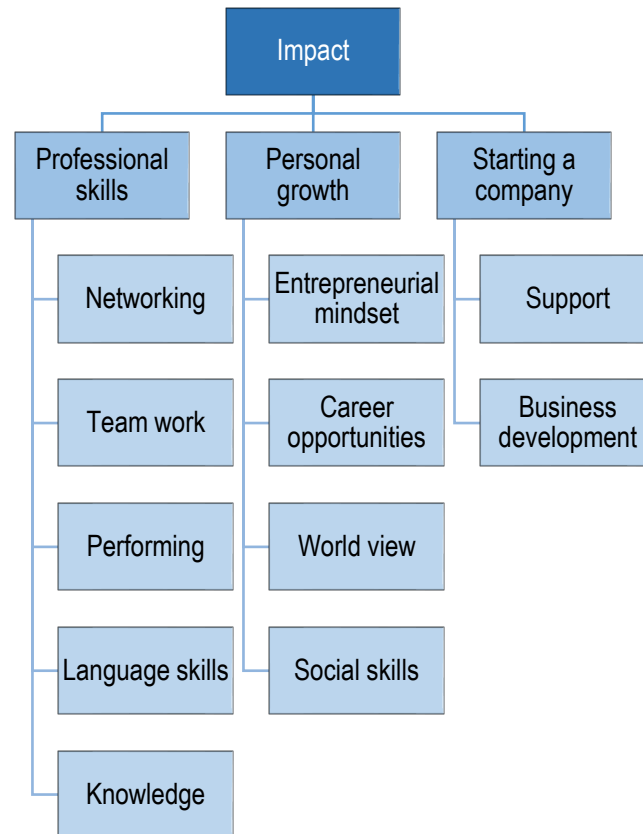 Impact
Professional
skills
Networking
Team work
Performing
Language skills
Knowledge
Personal
growth
Entrepreneurial
mindset
Career
opportunities
World view
Social skills
Starting a
company
Support
Business
development